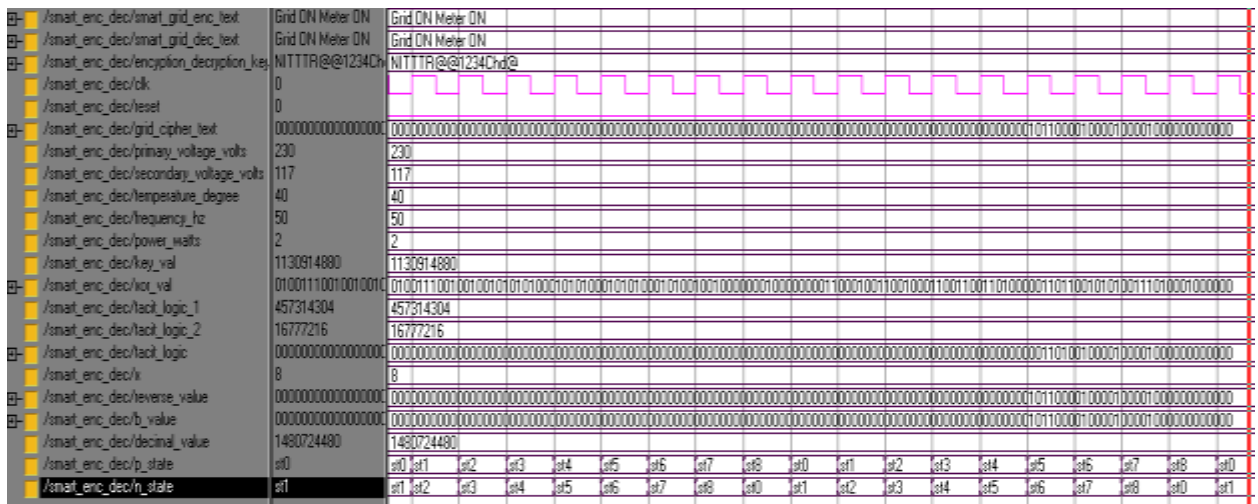 /smart_enc_dec/smart_grid_enc_text Grid ON Meter ON Grid ON Meter ON
/smart_enc_dec/smart_grid_dec_text Grid ON Meter ON Grid ON Meter ON
/smart_enc_dec/encyption_decryption_key NITTTR@@1234Ch NITTTR@@1234Chd@
/smart_enc_dec/clk 0
/smart_enc_dec/reset 0
/smart_enc_dec/grid_cipher_text
/smart_enc_dec/primary_voltage_volts 230 230
/smart_enc_dec/secondary_voltage_volts 117 117
/smart_enc_dec/temperature_degree 40 40
/smart_enc_dec/frequency_hz 50 50
/smart_enc_dec/power_watts 2 2
/smart_enc_dec/key_val 1130914880 1130914880
/smart_enc_dec/xor_val
/smart_enc_dec/tacit_logic_1 457314304 457314304
/smart_enc_dec/tacit_logic_2 16777216 16777216
/smart_enc_dec/tacit_logic
/smart_enc_dec/x 8 8
/smart_enc_dec/reverse_value
/smart_enc_dec/b_value
/smart_enc_dec/decimal_value 1480724480 1480724480
/smart_enc_dec/p_state st0 st0 st1 st2 st3 st4 st5 st6 st7 st8 st0 st1 st2 st3 st4 st5 st6 st7 st8 st0
/smart_enc_dec/n_state st1 st1 st2 st3 st4 st5 st6 st7 st8 st0 st1 st2 st3 st4 st5 st6 st7 st8 st0 st1